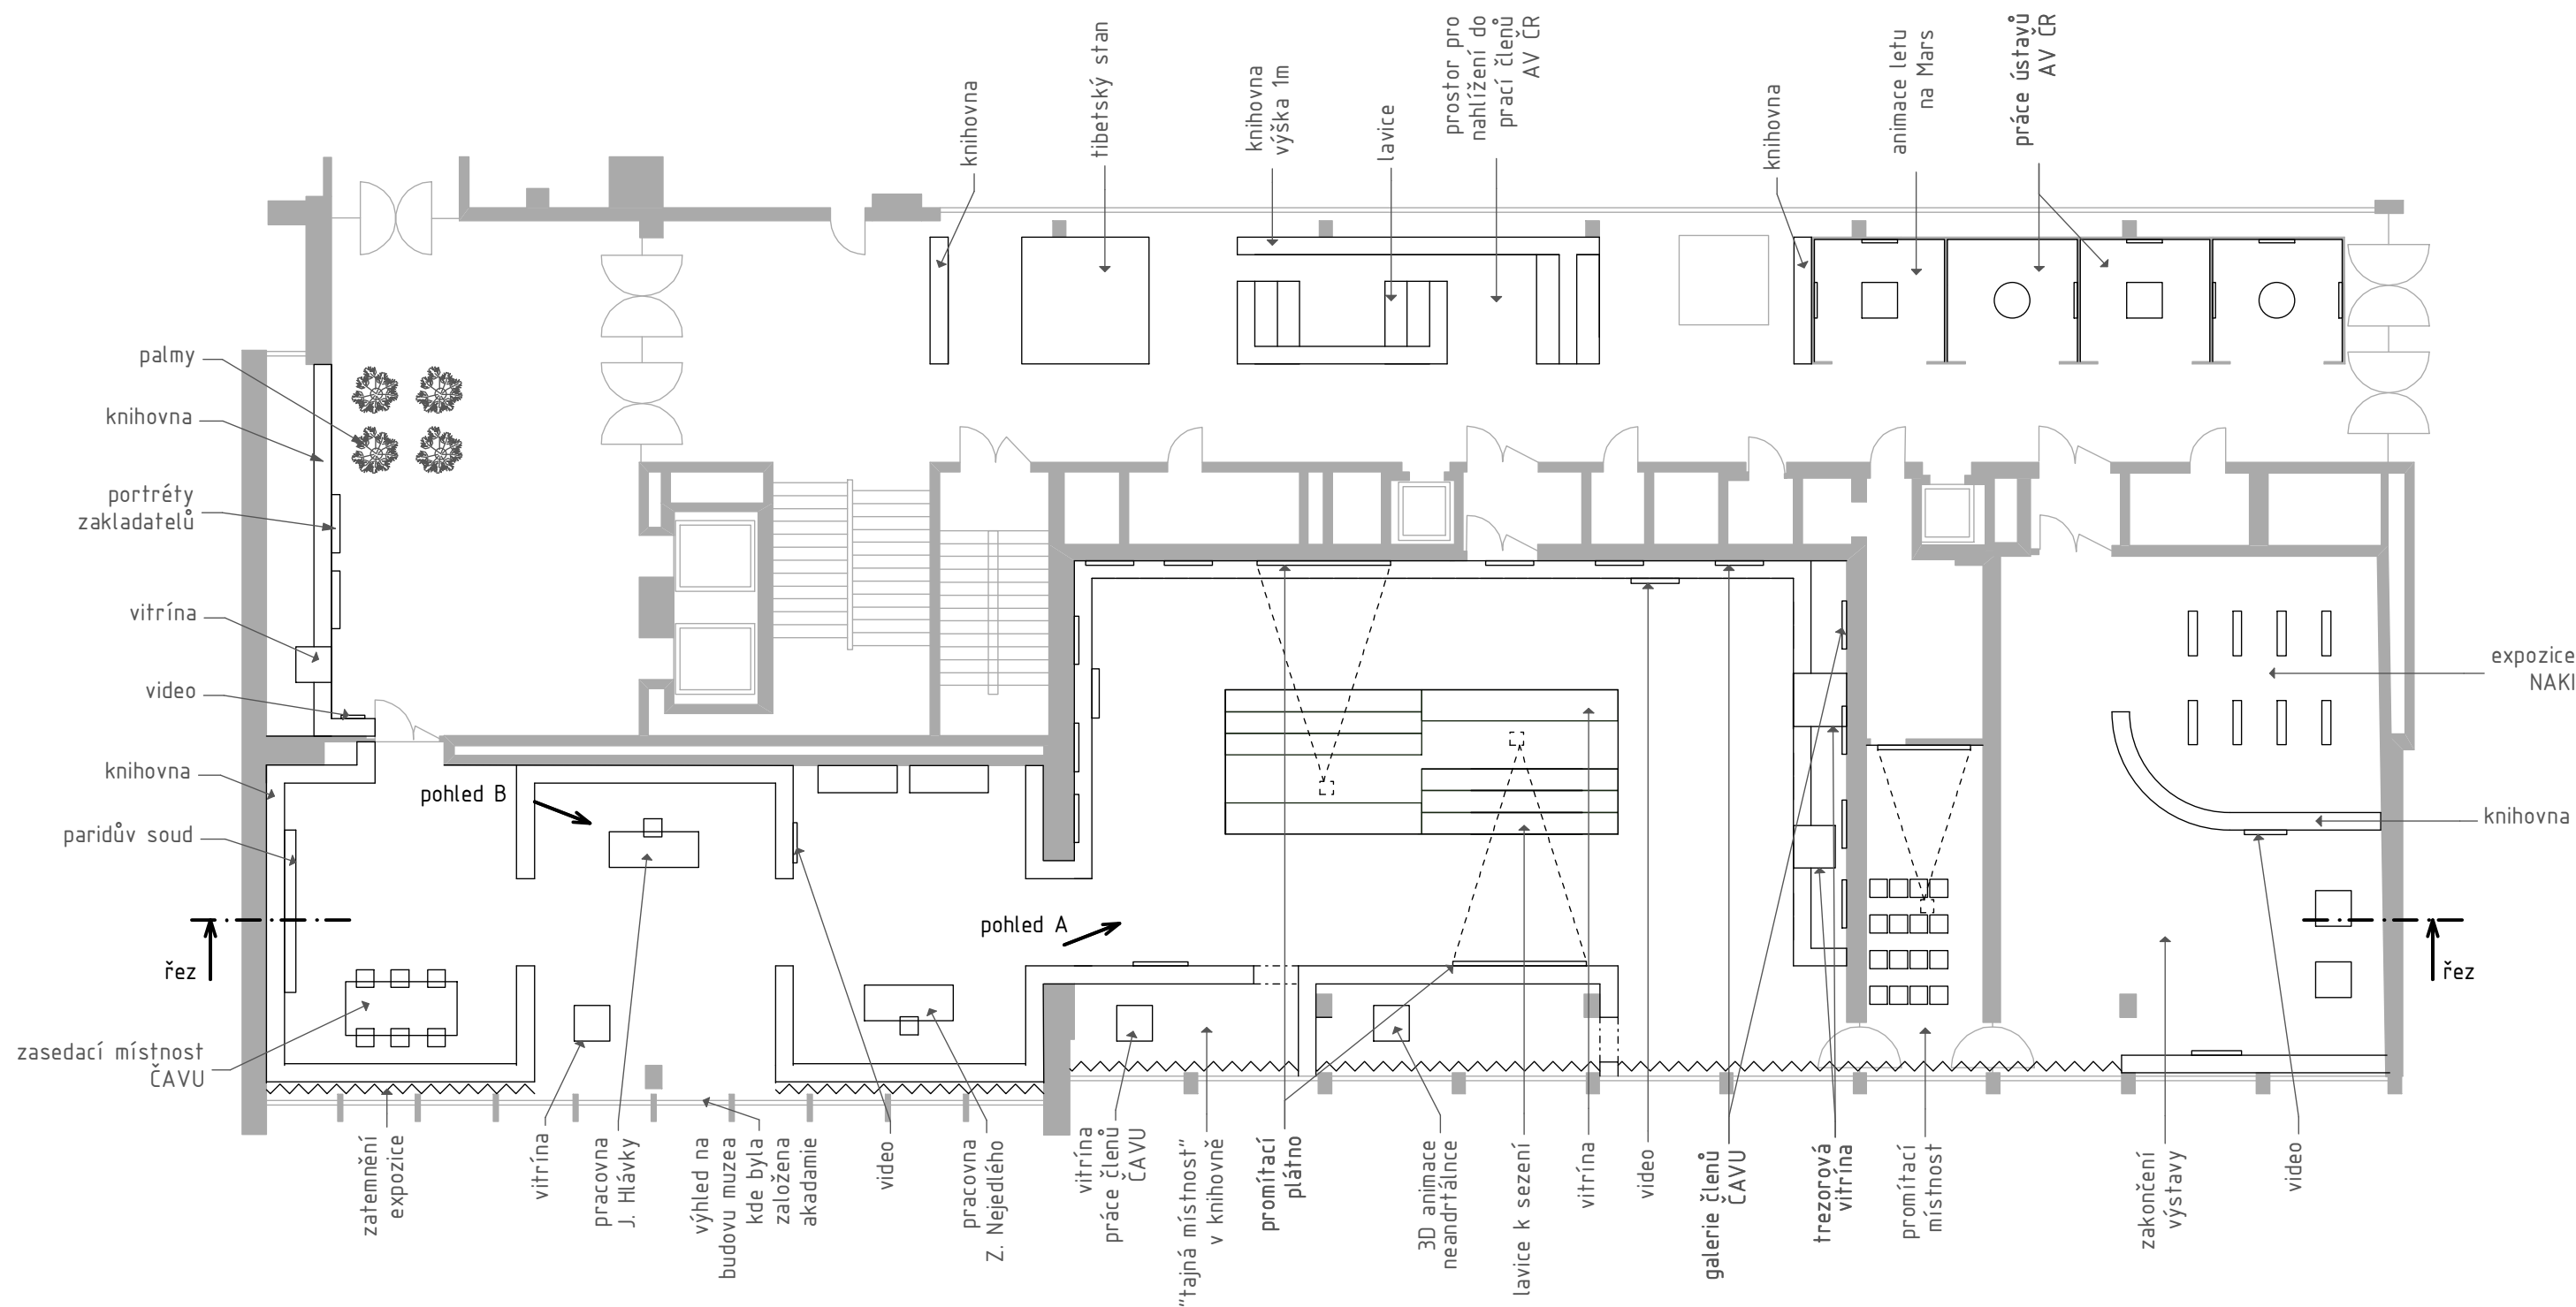 knihovna
tibetský stan
knihovna
výška 1m
lavice
prostor pro
nahlížení do
prací členů
AV ČR
knihovna
animace letu
na Mars
práce ústavů
AV ČR
palmy
knihovna
portréty
zakladatelů
vitrína
video
knihovna
paridův soud
řez
zasedací místnost
ČAVU
pohled B
pohled A
expozice
NAKI
knihovna
řez
zatemnění
expozice
vitrína
pracovna
J. Hlávky
výhled na
budovu muzea
kde byla
založena
akadamie
video
pracovna
Z. Nejedlého
vitrína
práce členů
ČAVU
"tajná místnost"
v knihovně
promítací
plátno
3D animace
neandrtálnce
lavice k sezení
vitrína
video
galerie členů
ČAVU
trezorová
vitrína
promítací
místnost
zakončení
výstavy
video